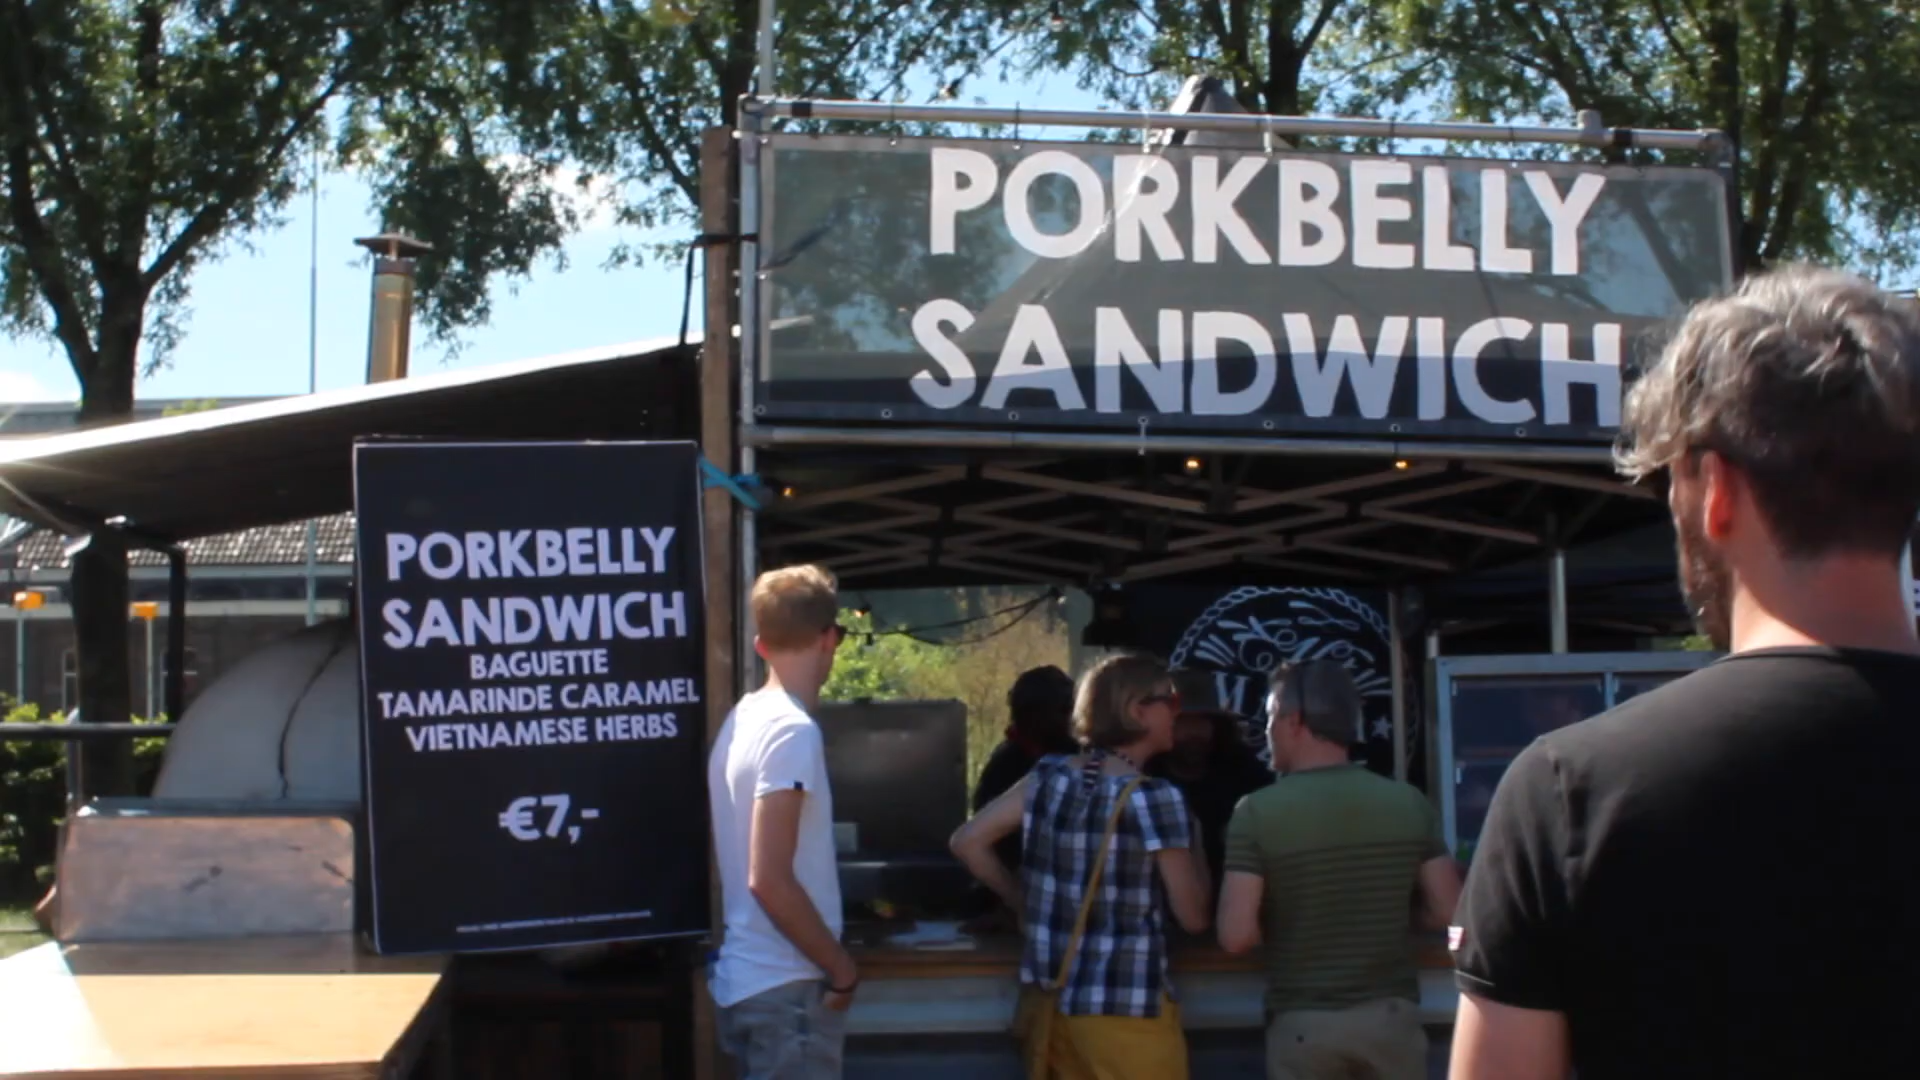 PORKBELLY
SANDWICH
PORKBELLY
SANDWICH
BAGUETTE
TAMARINDE CARAMEL
VIETNAMESE HERBS
€7,-